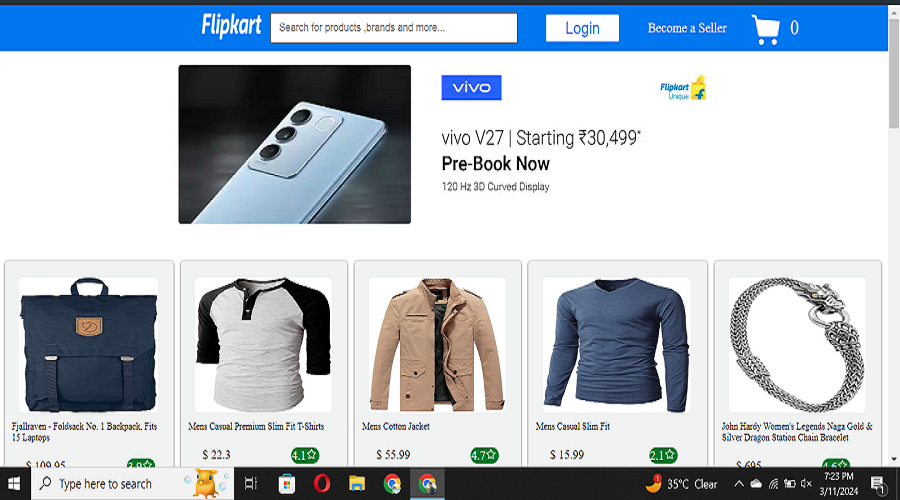 Flipkart
Search for products ,brands and more...
Login
Become a Seller
0
vivo
Flipkart
Unique
vivo V27 | Starting ₹30,499*
Pre-Book Now
120 Hz 3D Curved Display
Fjallraven - Foldsack No. 1 Backpack, Fits
15 Laptops
$ 109.95
3.9
Mens Casual Premium Slim Fit T-Shirts
$ 22.3
4.1
Mens Cotton Jacket
$ 55.99
4.7
Mens Casual Slim Fit
$ 15.99
2.1
John Hardy Women's Legends Naga Gold &
Silver Dragon Station Chain Bracelet
$ 695
4.6
Type here to search
35°C Clear
7:23 PM
3/11/2024
1